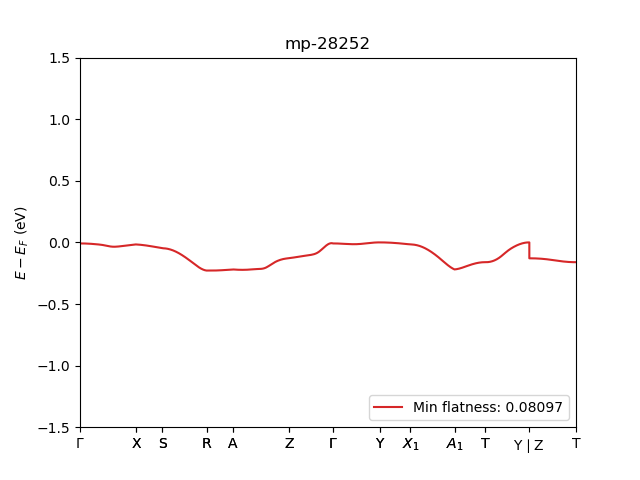 mp-28252
1.5
1.0
0.5
0.0
−0.5
−1.0
−1.5
E − E_F (eV)
Min flatness: 0.08097
Γ X S R A Z Γ Y X₁ A₁ T Y | Z T